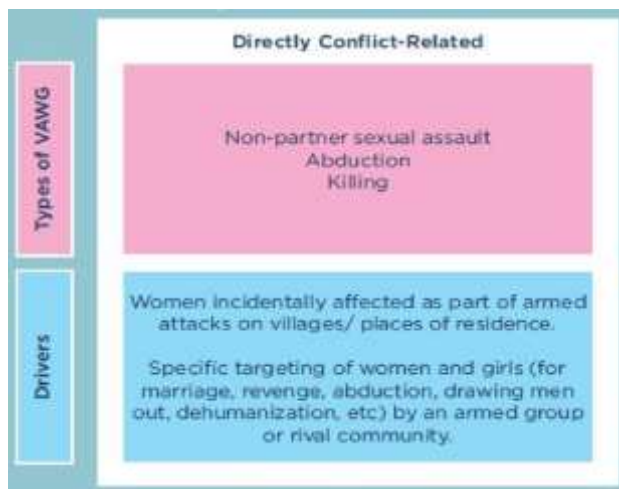 Directly Conflict-Related
Types of VAWG
Non-partner sexual assault
Abduction
Killing
Drivers
Women incidentally affected as part of armed
attacks on villages/ places of residence.
Specific targeting of women and girls (for
marriage, revenge, abduction, drawing men
out, dehumanization, etc) by an armed group
or rival community.